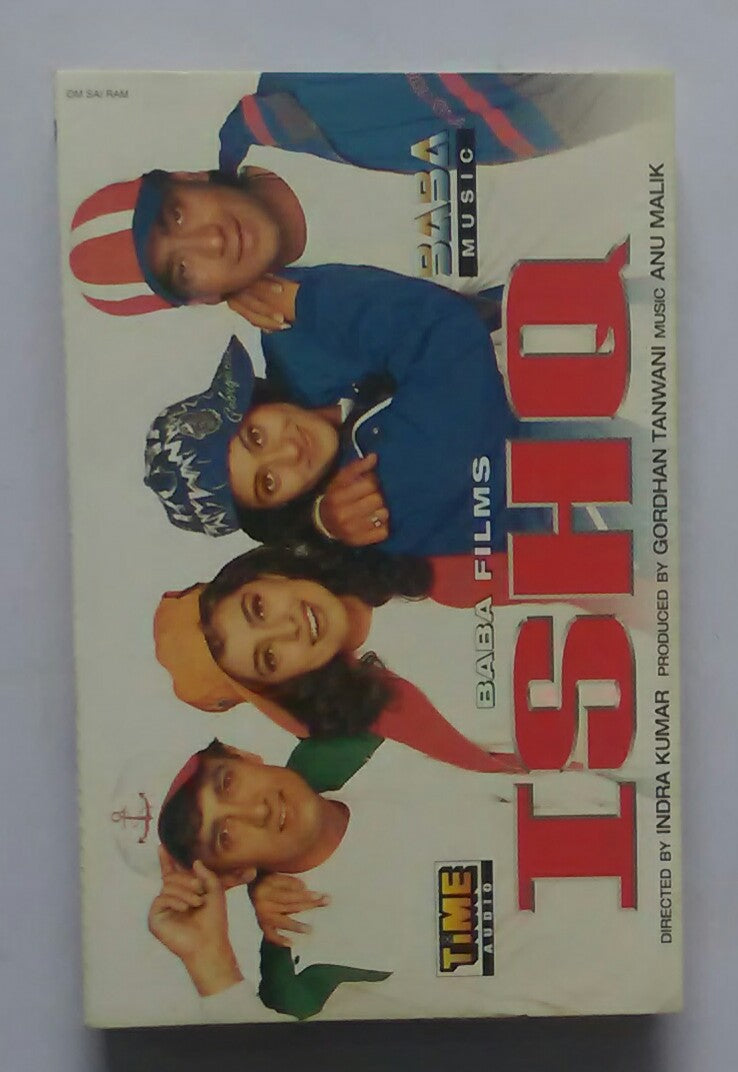 OM SAI RAM
BABA
MUSIC
BABA FILMS
ISHQ
TiME
AUDIO
DIRECTED BY INDRA KUMAR PRODUCED BY GORDHAN TANWANI MUSIC ANU MALIK